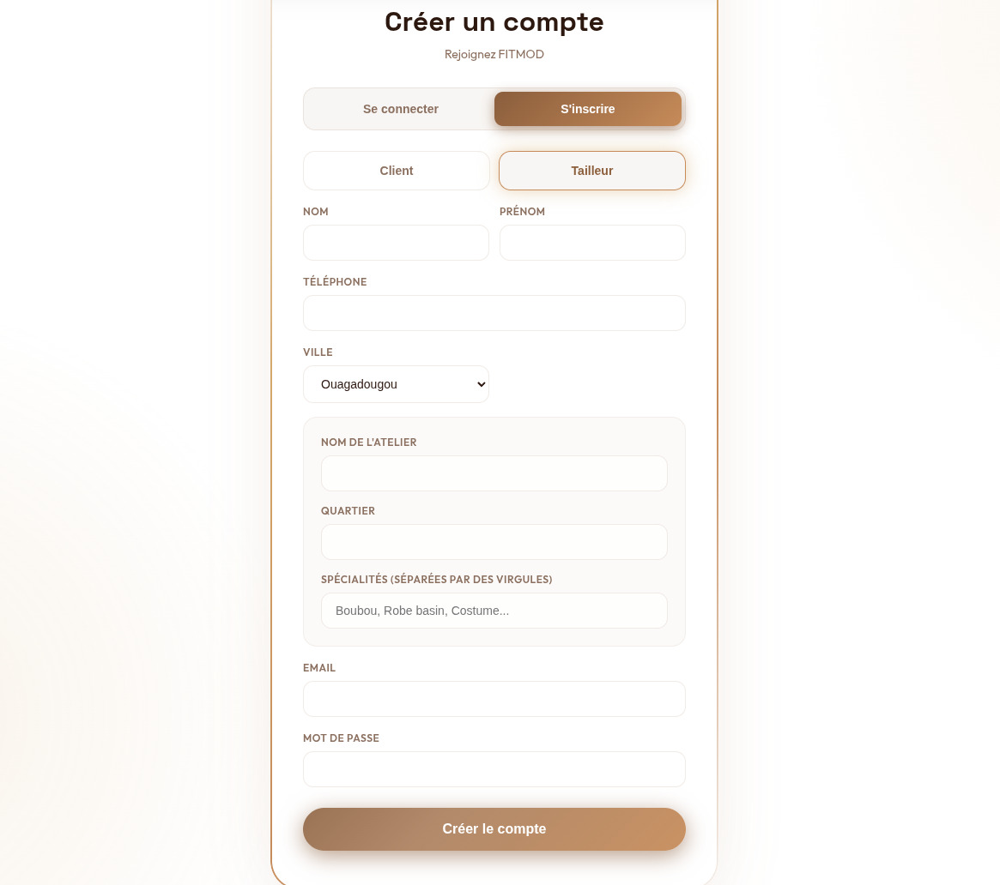 Créer un compte
Rejoignez FITMOD
Se connecter
S'inscrire
Client
Tailleur
NOM
PRÉNOM
TÉLÉPHONE
VILLE
Ouagadougou
NOM DE L'ATELIER
QUARTIER
SPÉCIALITÉS (SÉPARÉES PAR DES VIRGULES)
Boubou, Robe basin, Costume...
EMAIL
MOT DE PASSE
Créer le compte